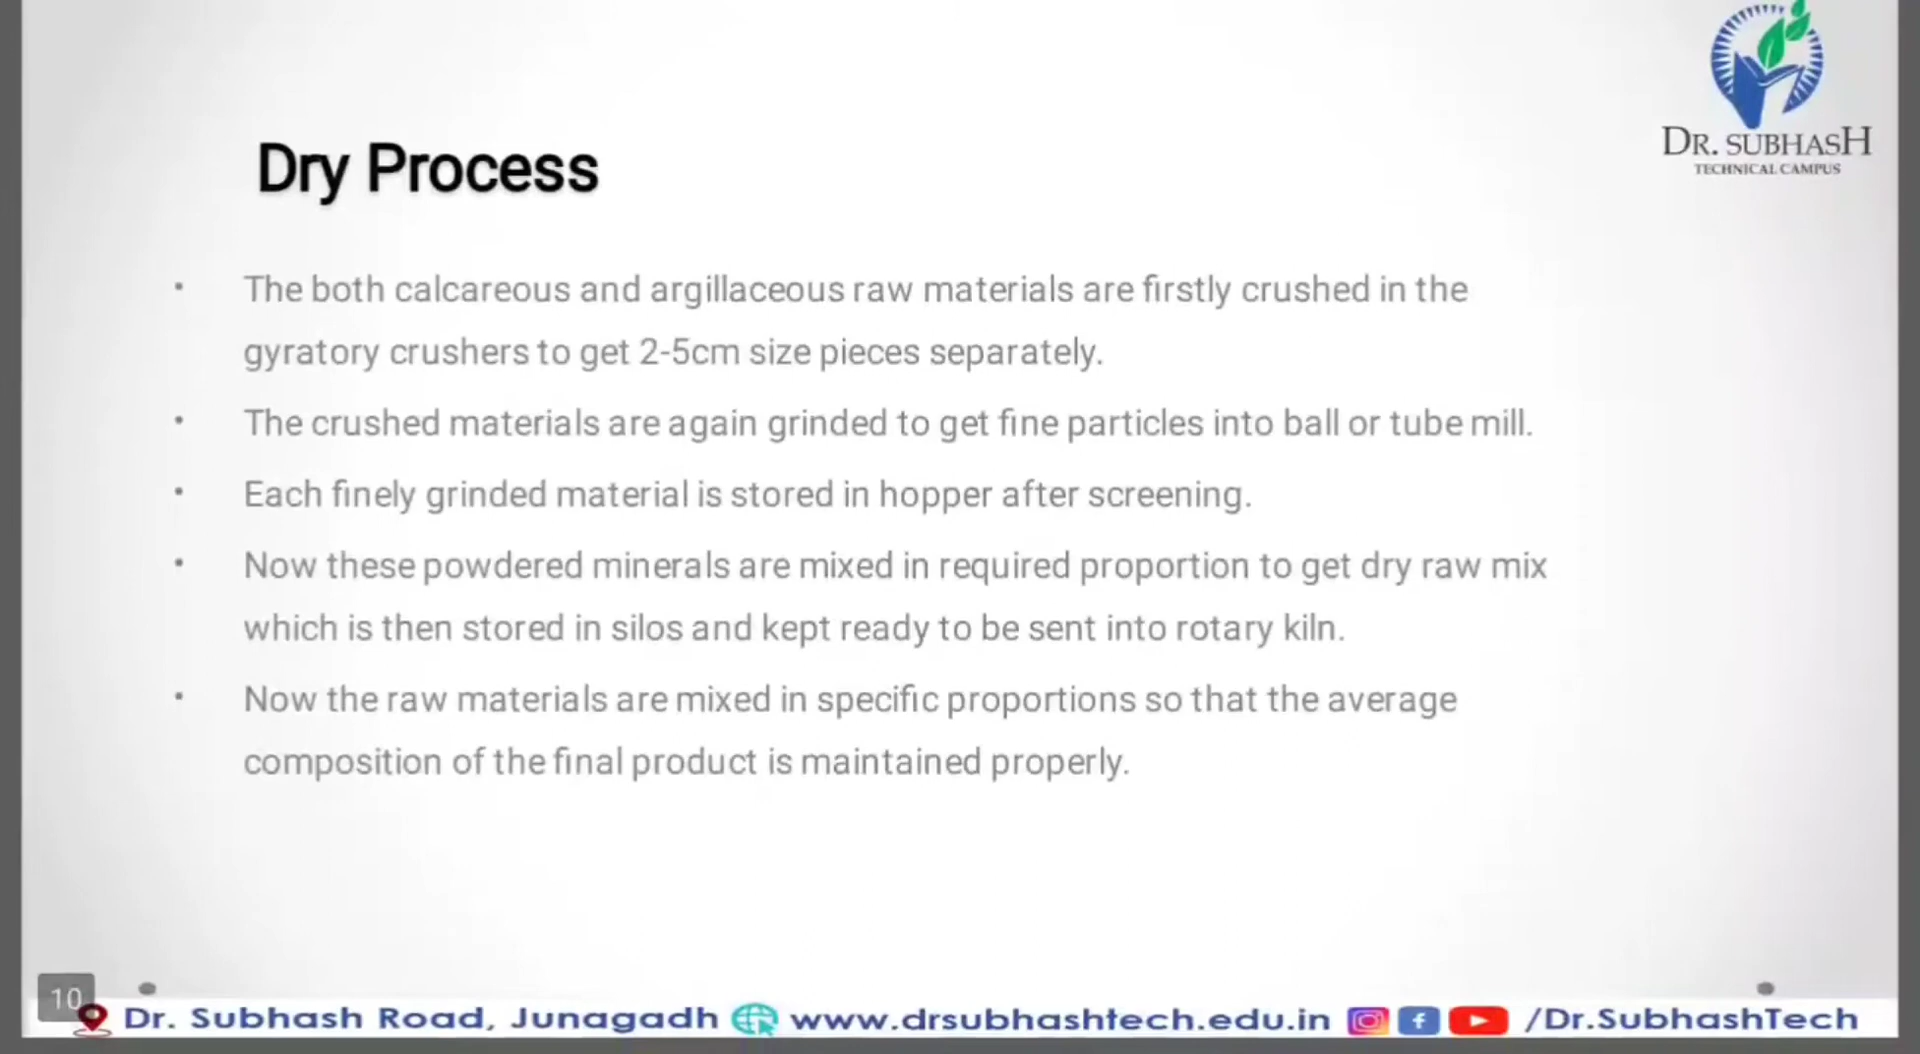 DR. SUBHASH
TECHNICAL CAMPUS
Dry Process
• The both calcareous and argillaceous raw materials are firstly crushed in the
gyratory crushers to get 2-5cm size pieces separately.
• The crushed materials are again grinded to get fine particles into ball or tube mill.
• Each finely grinded material is stored in hopper after screening.
• Now these powdered minerals are mixed in required proportion to get dry raw mix
which is then stored in silos and kept ready to be sent into rotary kiln.
• Now the raw materials are mixed in specific proportions so that the average
composition of the final product is maintained properly.
10
Dr. Subhash Road, Junagadh www.drsubhashtech.edu.in /Dr.SubhashTech